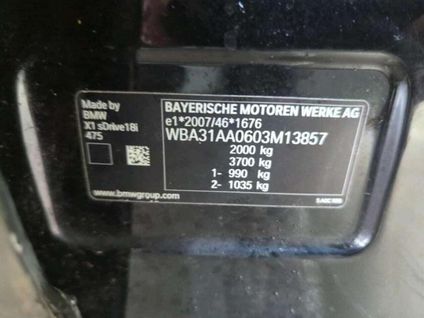 Made by
BMW
X1 sDrive18i
475
BAYERISCHE MOTOREN WERKE AG
e1*2007/46*1676
WBA31AA0603M13857
2000 kg
3700 kg
1- 990 kg
2- 1035 kg
www.bmwgroup.com